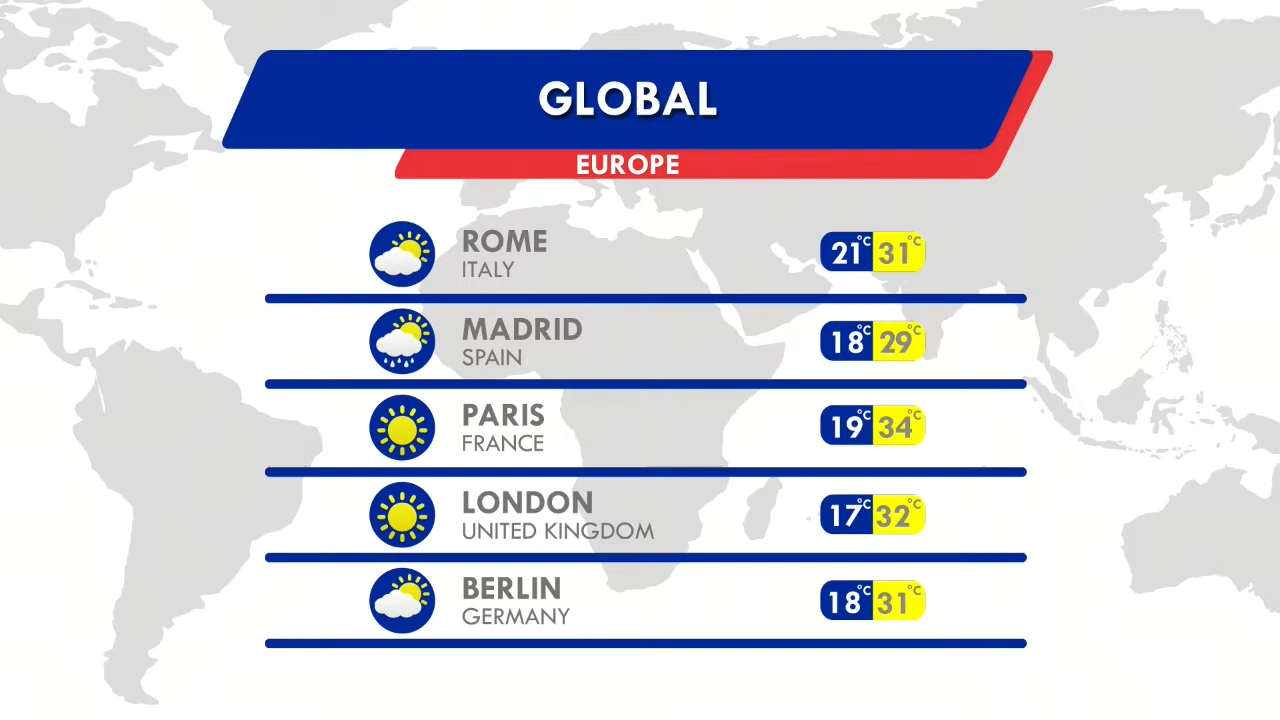 GLOBAL
EUROPE
ROME
ITALY
21°C 31°C
MADRID
SPAIN
18°C 29°C
PARIS
FRANCE
19°C 34°C
LONDON
UNITED KINGDOM
17°C 32°C
BERLIN
GERMANY
18°C 31°C